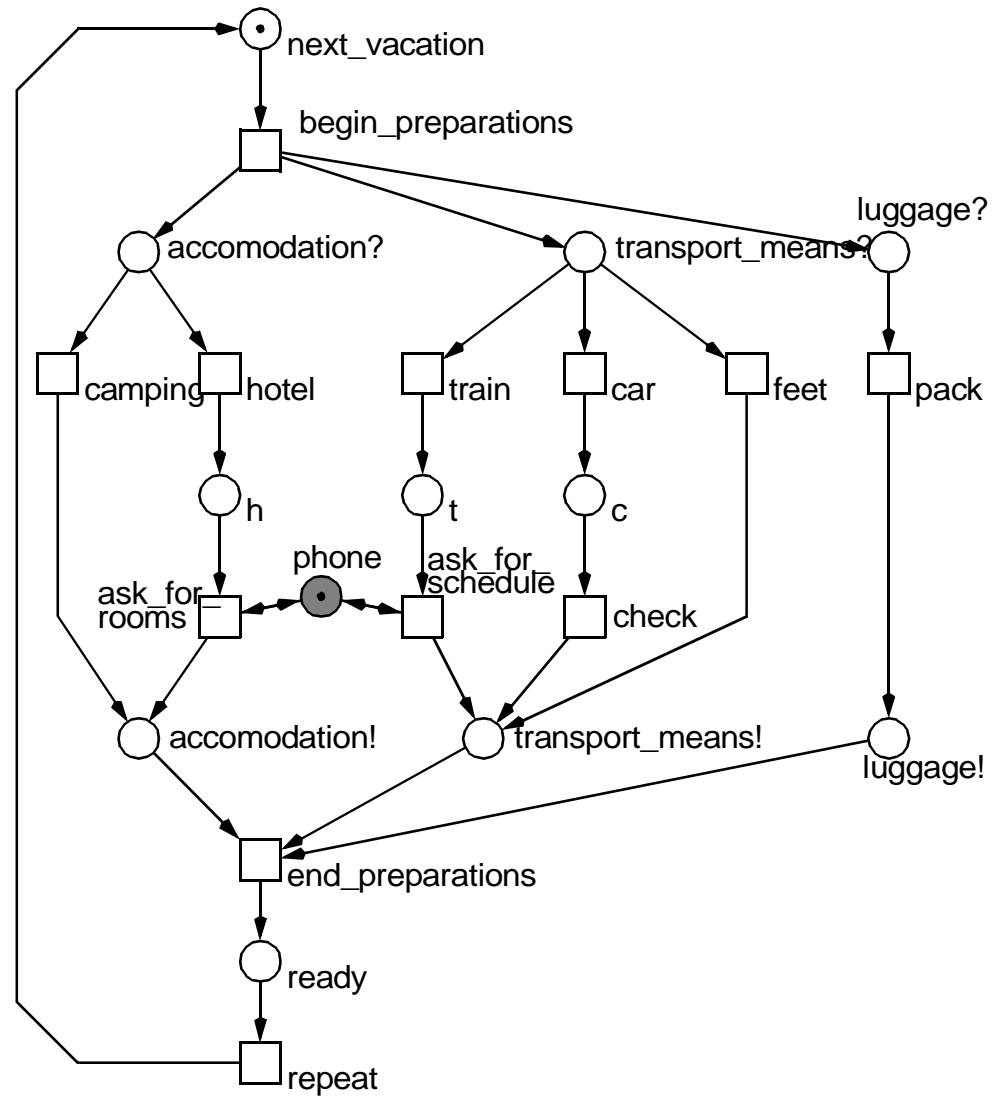 next_vacation
begin_preparations
luggage?
accomodation?
transport_means?
camping
hotel
train
car
feet
pack
h
t
c
phone
ask_for_
schedule
ask_for_
rooms
check
accomodation!
transport_means!
luggage!
end_preparations
ready
repeat